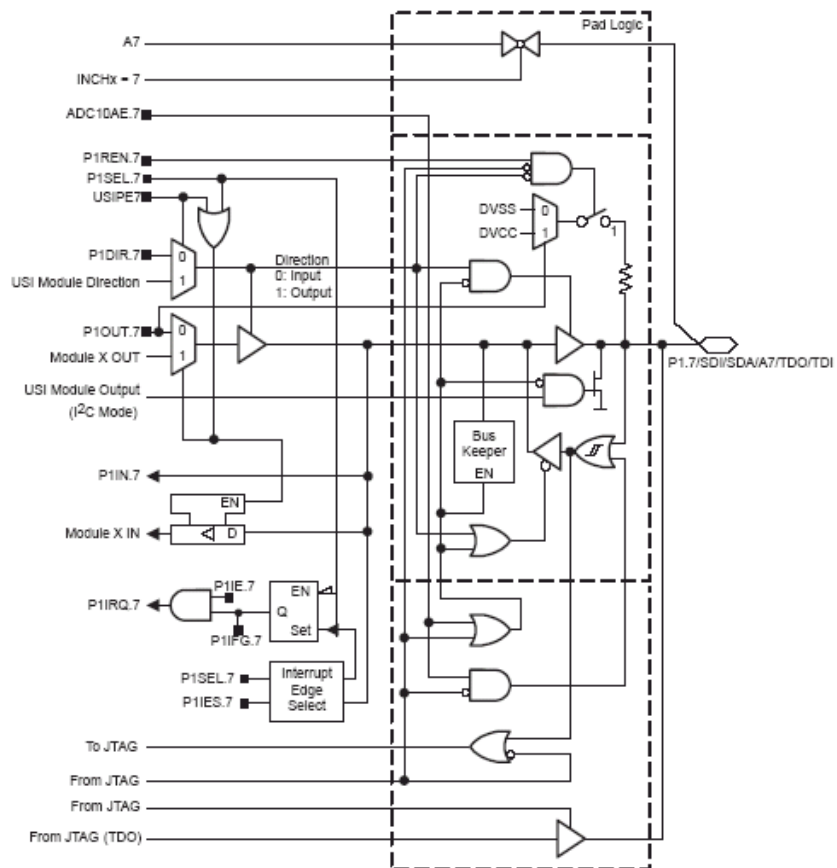 Pad Logic
A7
INCHx = 7
ADC10AE.7
P1REN.7
P1SEL.7
USIPE7
DVSS 0
DVCC 1
1
P1DIR.7 0
USI Module Direction 1
Direction
0: Input
1: Output
P1OUT.7 0
Module X OUT 1
P1.7/SDI/SDA/A7/TDO/TDI
USI Module Output
(I2C Mode)
Bus
Keeper
EN
P1IN.7
EN
Module X IN D
P1IE.7
P1IRQ.7
EN
Q
P1IFG.7
Set
P1SEL.7
P1IES.7
Interrupt
Edge
Select
To JTAG
From JTAG
From JTAG
From JTAG (TDO)